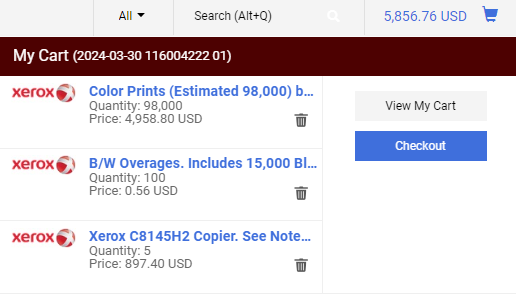 All
Search (Alt+Q)
5,856.76 USD
My Cart (2024-03-30 116004222 01)
xerox
Color Prints (Estimated 98,000) b...
Quantity: 98,000
Price: 4,958.80 USD
xerox
B/W Overages. Includes 15,000 Bl...
Quantity: 100
Price: 0.56 USD
xerox
Xerox C8145H2 Copier. See Note...
Quantity: 5
Price: 897.40 USD
View My Cart
Checkout